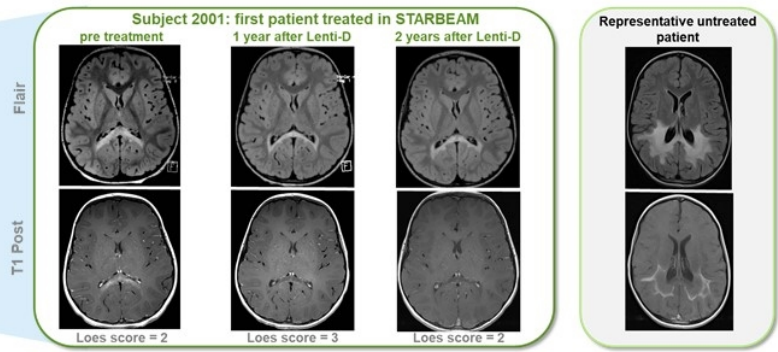 Subject 2001: first patient treated in STARBEAM
pre treatment
1 year after Lenti-D
2 years after Lenti-D
Representative untreated
patient
Flair
T1 Post
Loes score = 2
Loes score = 3
Loes score = 2